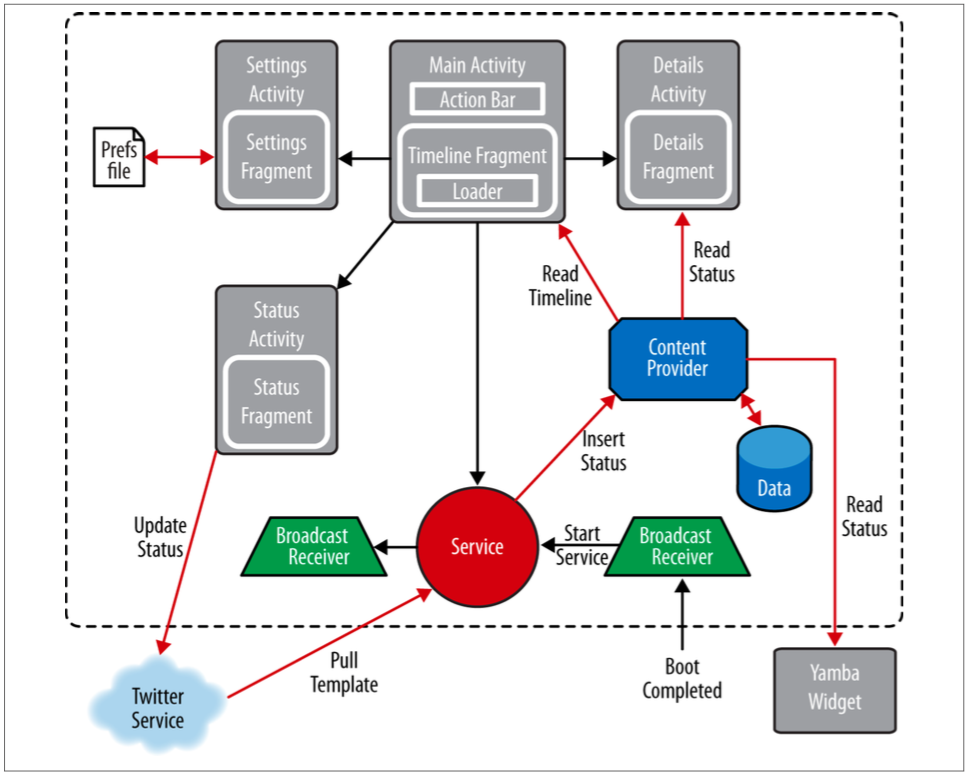 Settings
Activity
Settings
Fragment
Prefs
file
Main Activity
Action Bar
Timeline Fragment
Loader
Details
Activity
Details
Fragment
Read
Timeline
Read
Status
Status
Activity
Status
Fragment
Content
Provider
Insert
Status
Data
Read
Status
Update
Status
Broadcast
Receiver
Service
Start
Service
Broadcast
Receiver
Pull
Template
Boot
Completed
Twitter
Service
Yamba
Widget